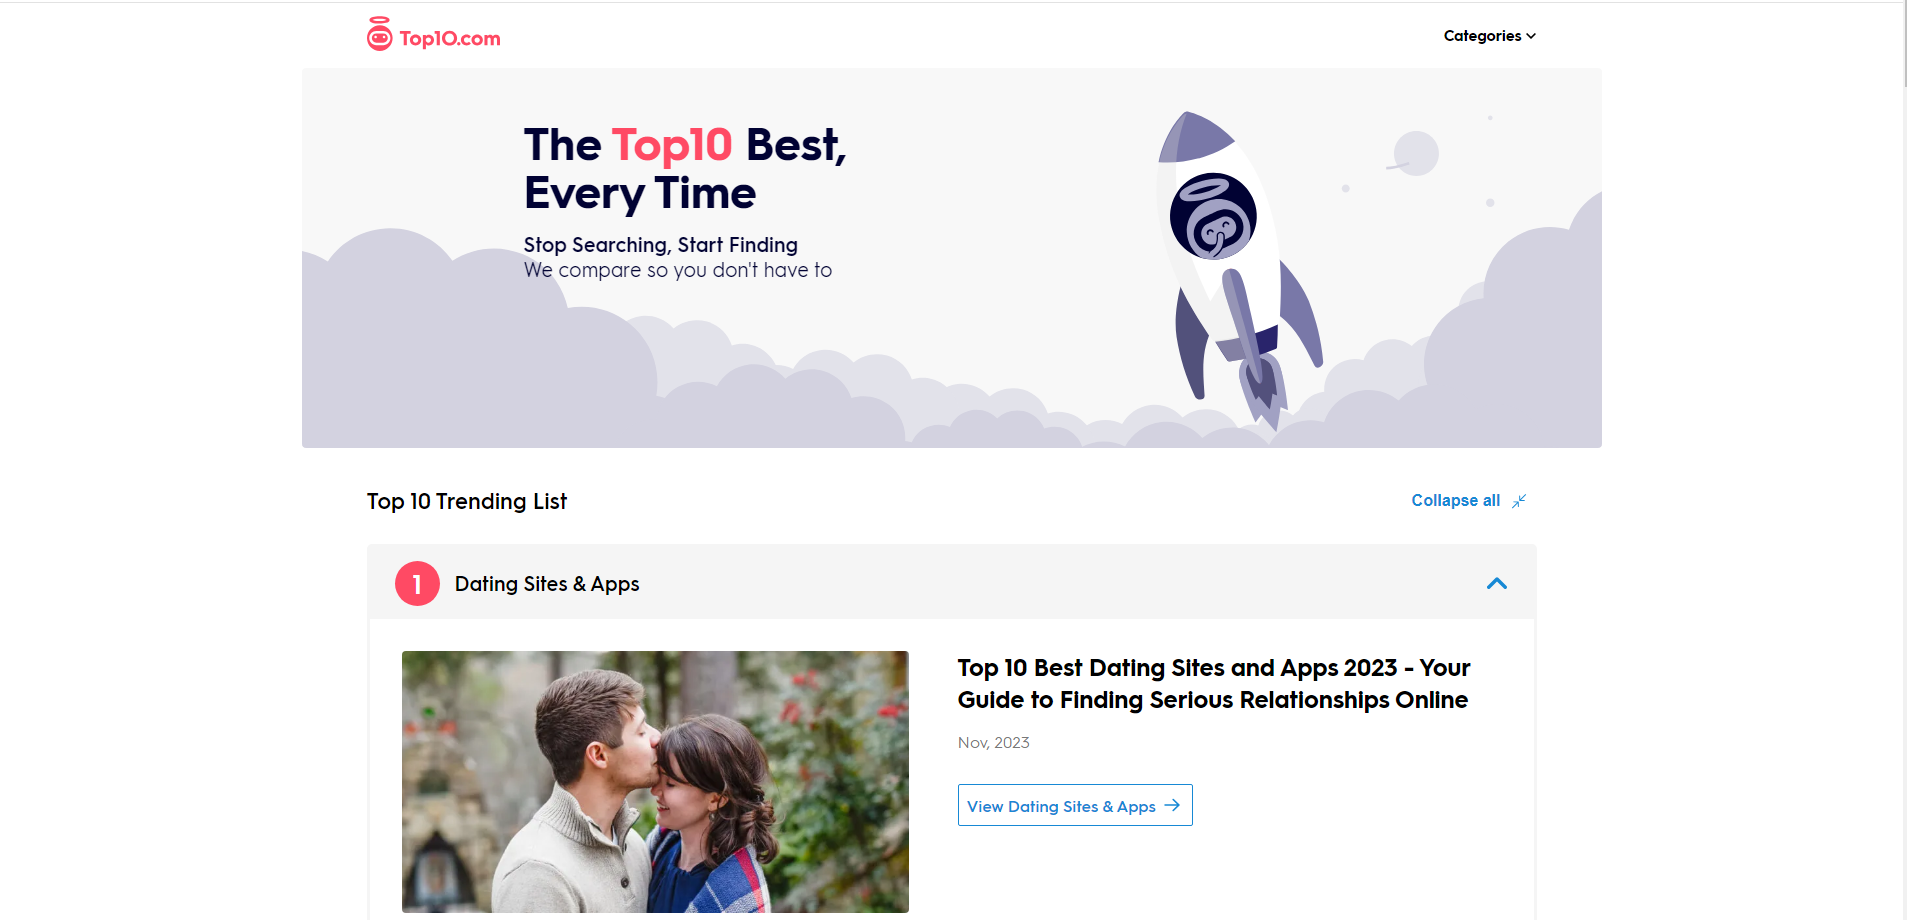 Top10.com
Categories
The Top10 Best,
Every Time
Stop Searching, Start Finding
We compare so you don't have to
Top 10 Trending List
Collapse all
1
Dating Sites & Apps
Top 10 Best Dating Sites and Apps 2023 - Your
Guide to Finding Serious Relationships Online
Nov, 2023
View Dating Sites & Apps